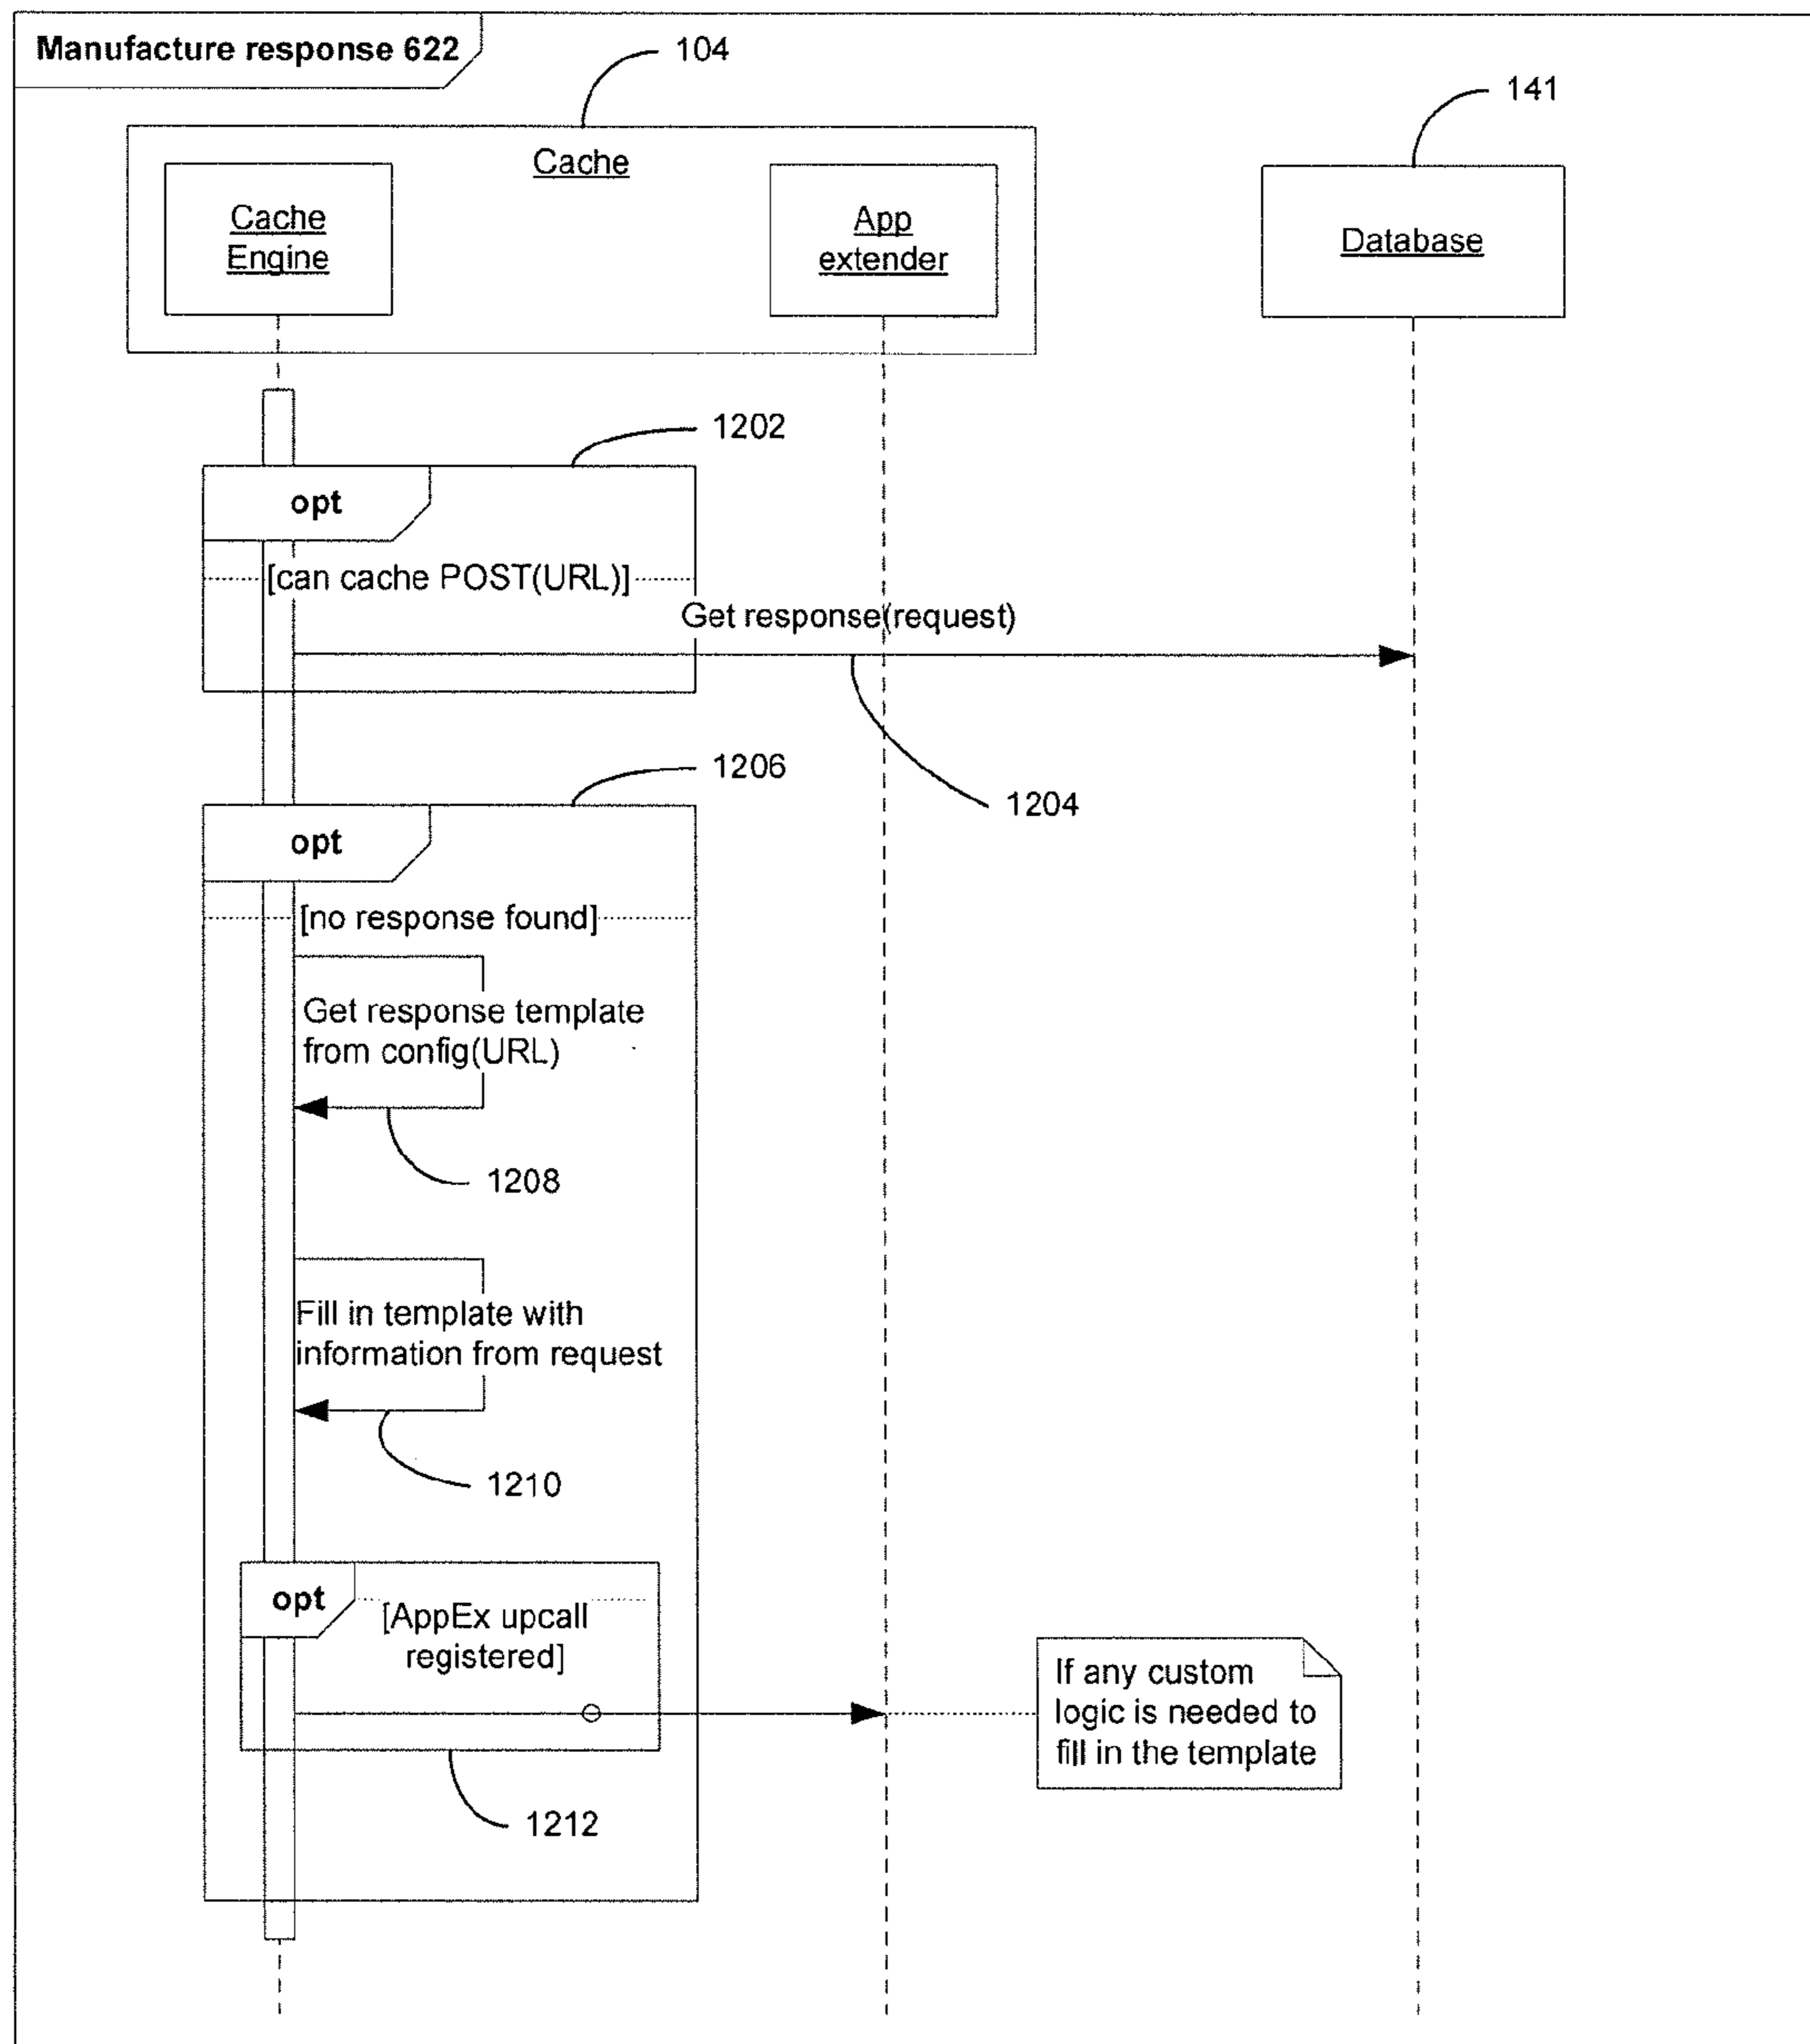 Manufacture response 622
104
141
Cache
Cache
Engine
App
extender
Database
1202
opt
[can cache POST(URL)]
Get response(request)
1204
1206
opt
[no response found]
Get response template
from config(URL)
1208
Fill in template with
information from request
1210
opt
[AppEx upcall
registered]
If any custom
logic is needed to
fill in the template
1212